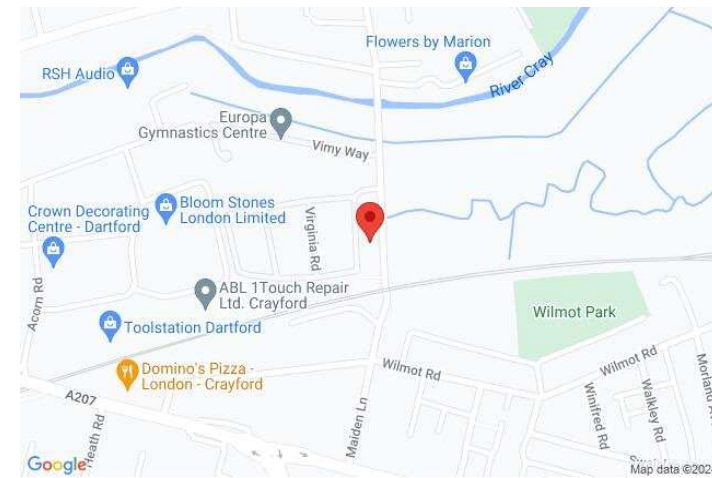 Flowers by Marion
RSH Audio
River Cray
Europa
Gymnastics Centre
Vimy Way
Crown Decorating
Centre - Dartford
Bloom Stones
London Limited
Virginia Rd
Acorn Rd
ABL 1Touch Repair
Ltd. Crayford
Wilmot Park
Toolstation Dartford
Domino's Pizza -
London - Crayford
Wilmot Rd
Wilmot Rd
A207
Heath Rd
Maiden Ln
Winifred Rd
Walkley Rd
Morland
Google
Map data ©2024